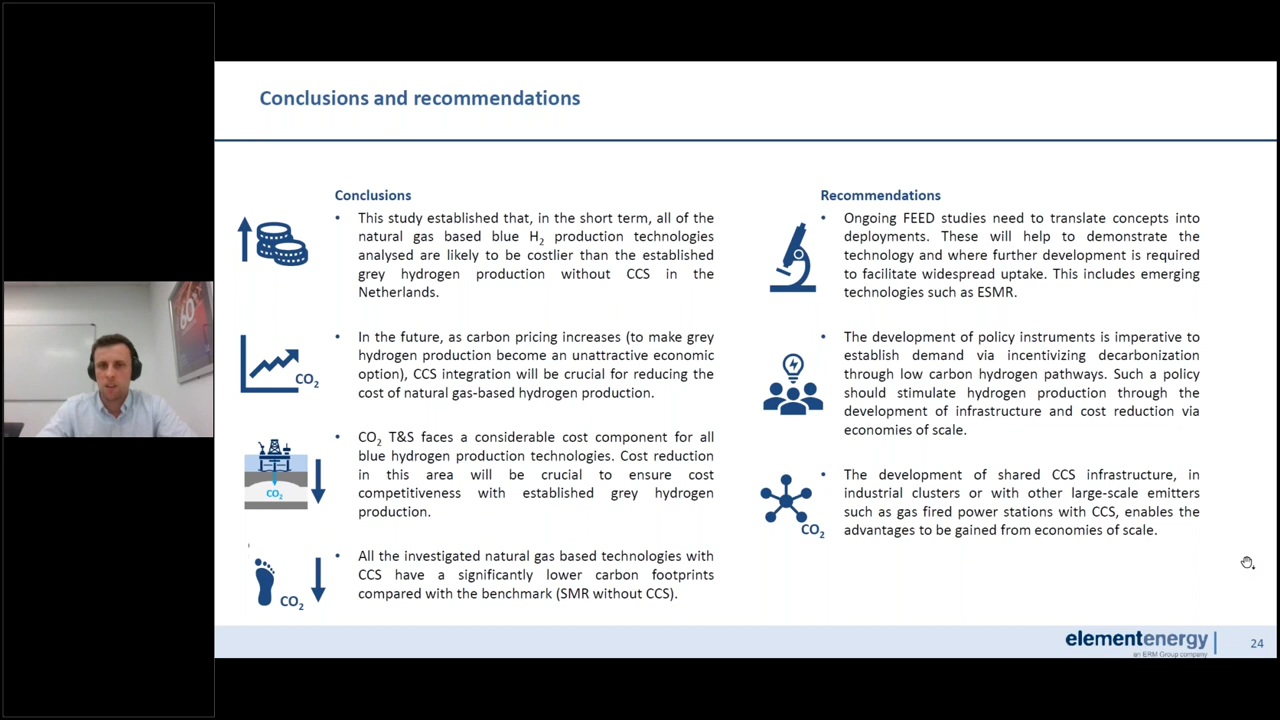 Conclusions and recommendations
Conclusions
• This study established that, in the short term, all of the
natural gas based blue H2 production technologies
analysed are likely to be costlier than the established
grey hydrogen production without CCS in the
Netherlands.
• In the future, as carbon pricing increases (to make grey
hydrogen production become an unattractive economic
option), CCS integration will be crucial for reducing the
cost of natural gas-based hydrogen production.
CO2
• CO2 T&S faces a considerable cost component for all
blue hydrogen production technologies. Cost reduction
in this area will be crucial to ensure cost
competitiveness with established grey hydrogen
production.
CO2
• All the investigated natural gas based technologies with
CCS have a significantly lower carbon footprints
compared with the benchmark (SMR without CCS).
CO2
Recommendations
• Ongoing FEED studies need to translate concepts into
deployments. These will help to demonstrate the
technology and where further development is required
to facilitate widespread uptake. This includes emerging
technologies such as ESMR.
• The development of policy instruments is imperative to
establish demand via incentivizing decarbonization
through low carbon hydrogen pathways. Such a policy
should stimulate hydrogen production through the
development of infrastructure and cost reduction via
economies of scale.
• The development of shared CCS infrastructure, in
industrial clusters or with other large-scale emitters
such as gas fired power stations with CCS, enables the
advantages to be gained from economies of scale.
CO2
elementenergy
an ERM Group company
24